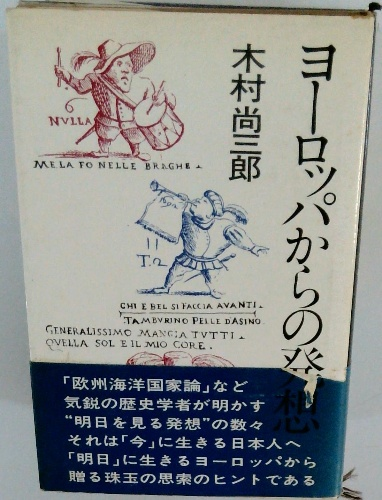 ヨーロッパからの発想
木村尚三郎
NULLA
ME LA FO NELLE BRAGHE.
T.2
CHI E BEL SI FACCIA AVANTI.
TAMBURINO PELLE D'ASINO.
GENERALISSIMO MANGIA TUTTI
QUELLA SOL E IL MIO CORE.
「欧州海洋国家論」など
気鋭の歴史学者が明かす
“明日を見る発想”の数々
それは「今」に生きる日本人へ
「明日」に生きるヨーロッパから
贈る珠玉の思索のヒントである